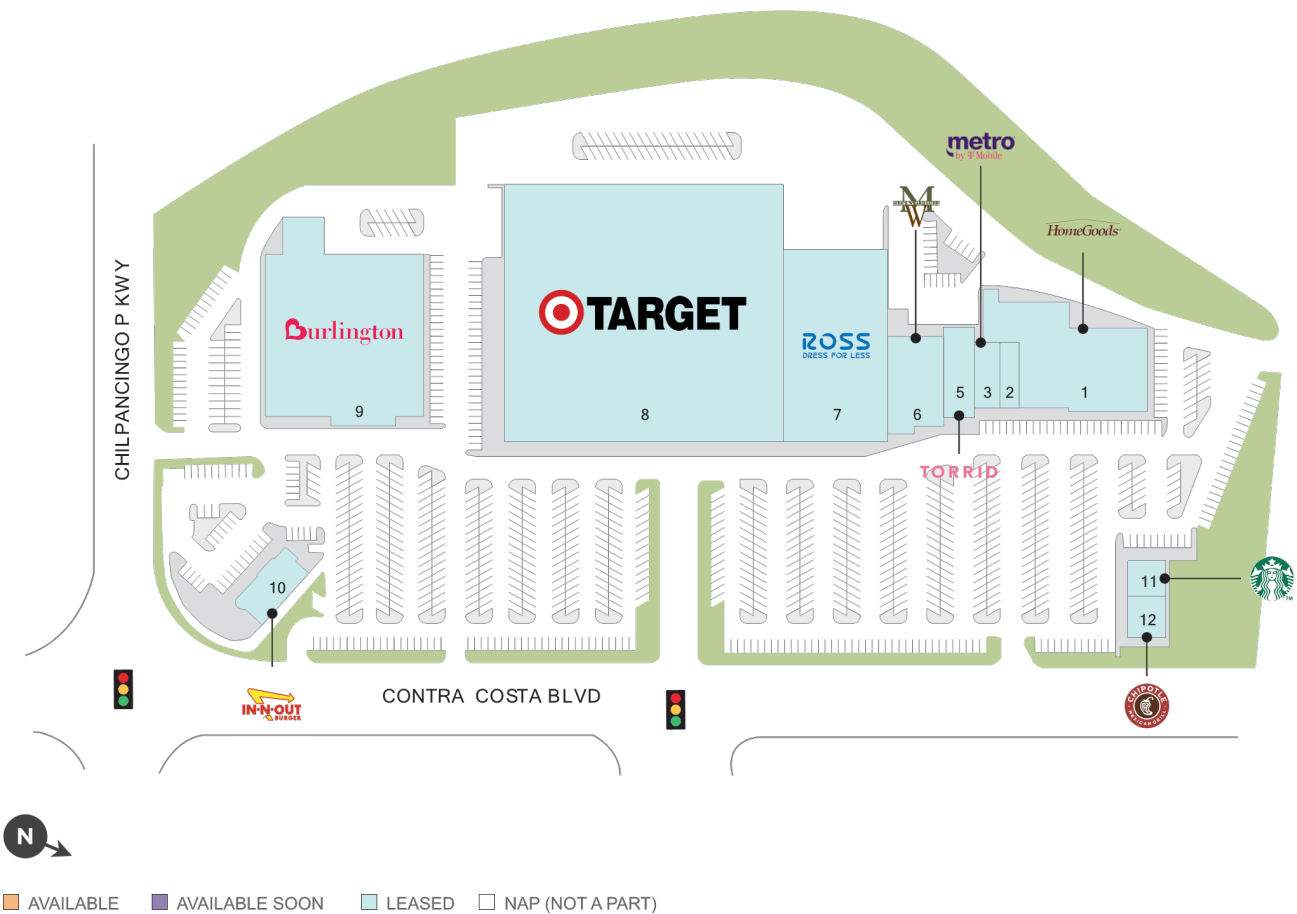 metro
by T Mobile
MW
HomeGoods
CHILPANCINGO P KWY
Burlington
TARGET
ROSS
DRESS FOR LESS
9
8
7
6
5
3
2
1
TORRID
10
11
12
TM
IN-N-OUT
BURGER
CONTRA COSTA BLVD
CHIPOTLE
MEXICAN GRILL
N
AVAILABLE
AVAILABLE SOON
LEASED
NAP (NOT A PART)